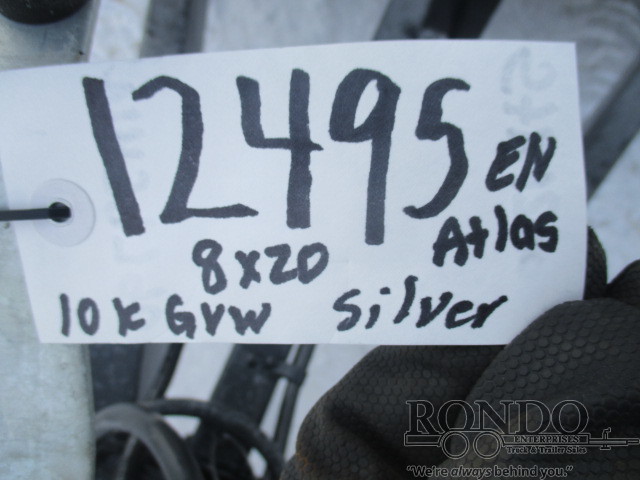 12495 EN
Atlas
8x20
10K GVW Silver
RONDO
ENTERPRISES
Truck & Trailer Sales
"We're always behind you."